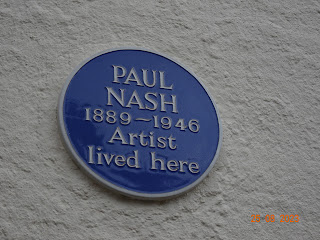 PAUL
NASH
1889–1946
Artist
lived here